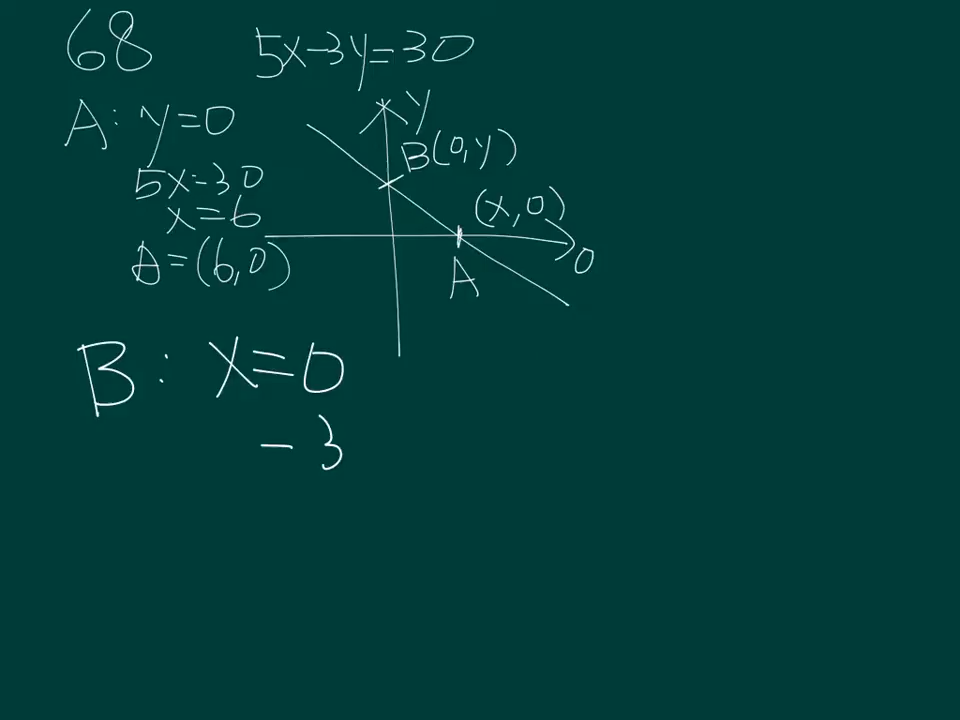 68 5x-3y=30
A: y=0
5x=30
x=6
A=(6,0)
y
B(0,y)
(x,0)
0
A
B: x=0
-3